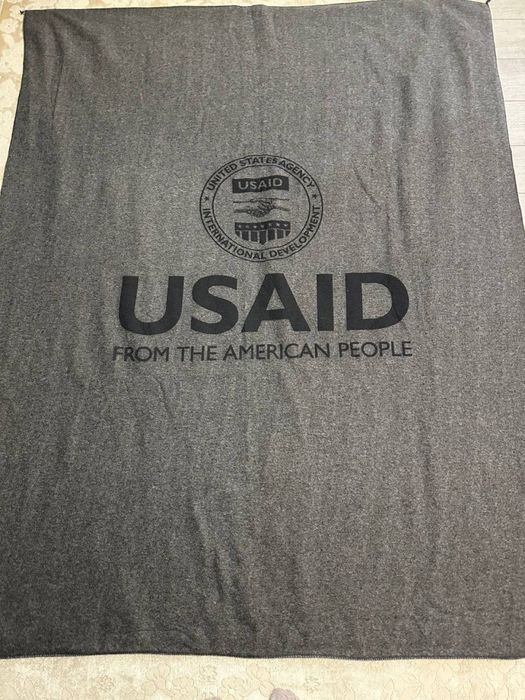 UNITED STATES AGENCY
USAID
INTERNATIONAL DEVELOPMENT
USAID
FROM THE AMERICAN PEOPLE